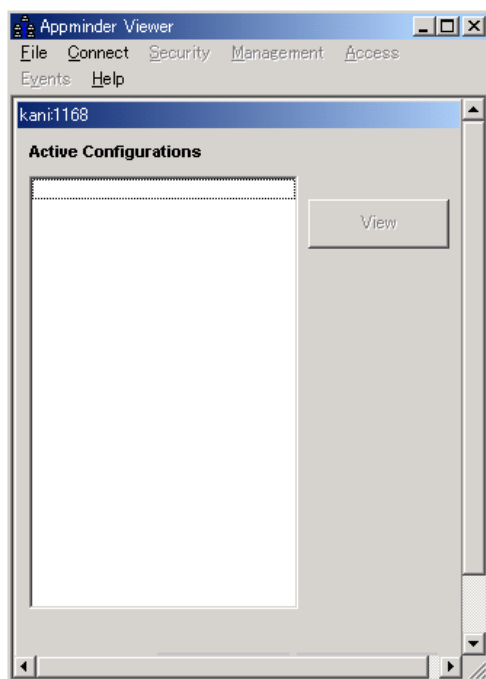 Appminder Viewer
File Connect Security Management Access
Events Help
kani:1168
Active Configurations
View